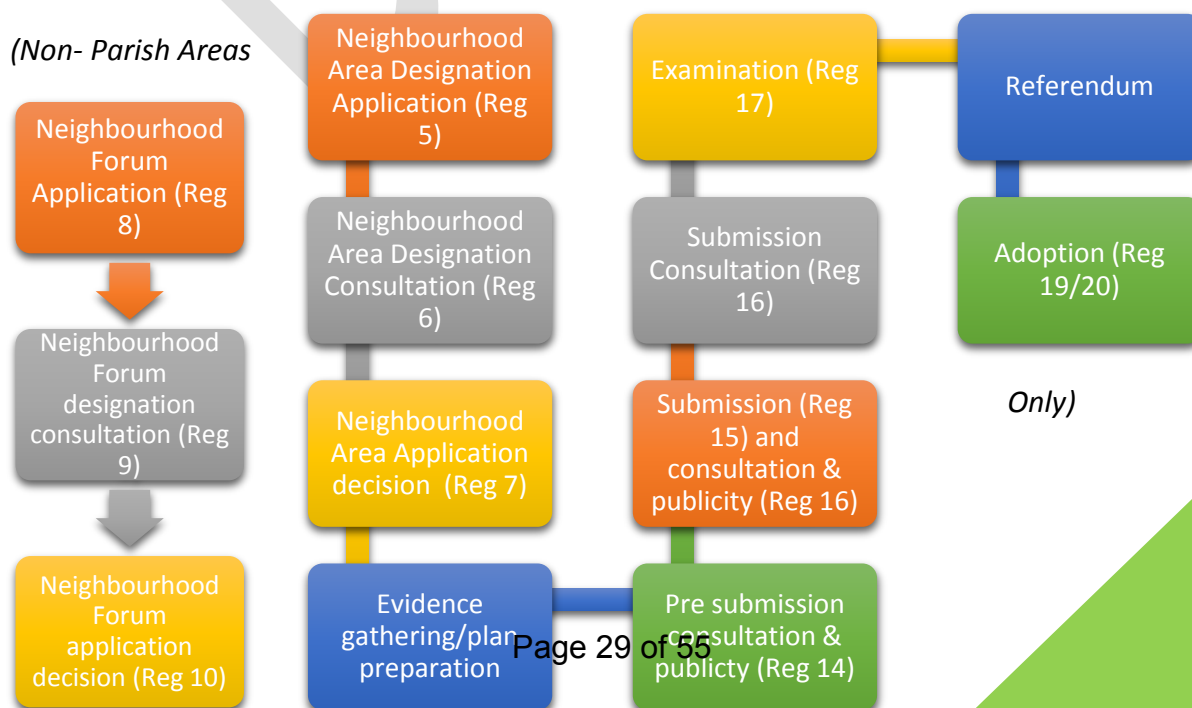 (Non- Parish Areas
Neighbourhood
Forum
Application (Reg
8)
Neighbourhood
Forum
designation
consultation (Reg
9)
Neighbourhood
Forum
application
decision (Reg 10)
Neighbourhood
Area Designation
Application (Reg
5)
Neighbourhood
Area Designation
Consultation (Reg
6)
Neighbourhood
Area Application
decision (Reg 7)
Evidence
gathering/plan
preparation
Pre submission
consultation &
publicty (Reg 14)
Submission (Reg
15) and
consultation &
publicity (Reg 16)
Submission
Consultation (Reg
16)
Examination (Reg
17)
Referendum
Adoption (Reg
19/20)
Only)
Page 29 of 55